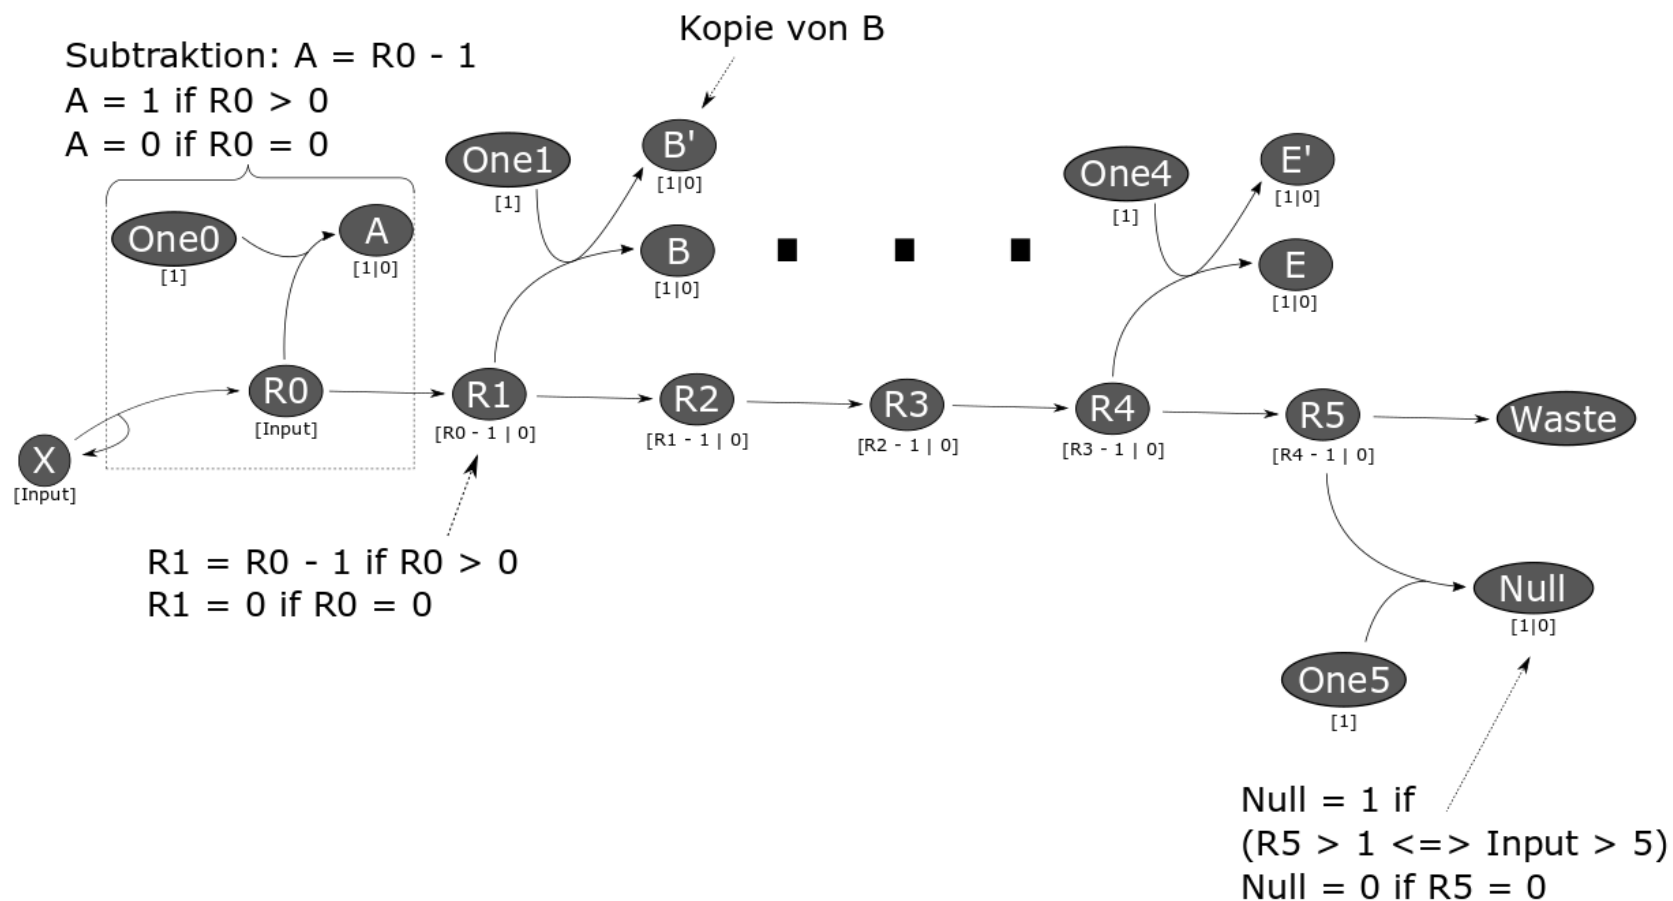 Kopie von B
Subtraktion: A = R0 - 1
A = 1 if R0 > 0
A = 0 if R0 = 0
One0
[1]
A
[1|0]
One1
[1]
B'
[1|0]
B
[1|0]
One4
[1]
E'
[1|0]
E
[1|0]
X
[Input]
R0
[Input]
R1
[R0 - 1 | 0]
R2
[R1 - 1 | 0]
R3
[R2 - 1 | 0]
R4
[R3 - 1 | 0]
R5
[R4 - 1 | 0]
Waste
R1 = R0 - 1 if R0 > 0
R1 = 0 if R0 = 0
Null
[1|0]
One5
[1]
Null = 1 if
(R5 > 1 <=> Input > 5)
Null = 0 if R5 = 0